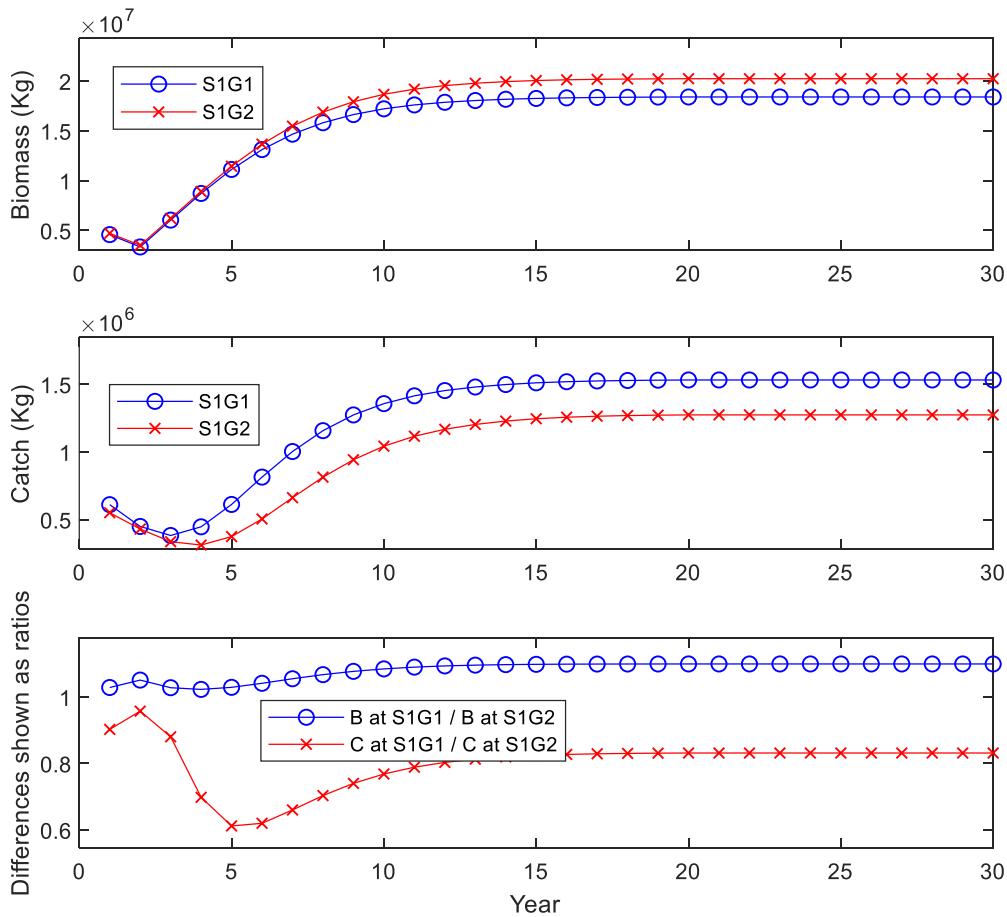 ×10^7
2
1.5
1
0.5
Biomass (Kg)
S1G1
S1G2
0 5 10 15 20 25 30
×10^6
1.5
1
0.5
Catch (Kg)
S1G1
S1G2
0 5 10 15 20 25 30
Differences shown as ratios
1
0.8
0.6
B at S1G1 / B at S1G2
C at S1G1 / C at S1G2
0 5 10 15 20 25 30
Year